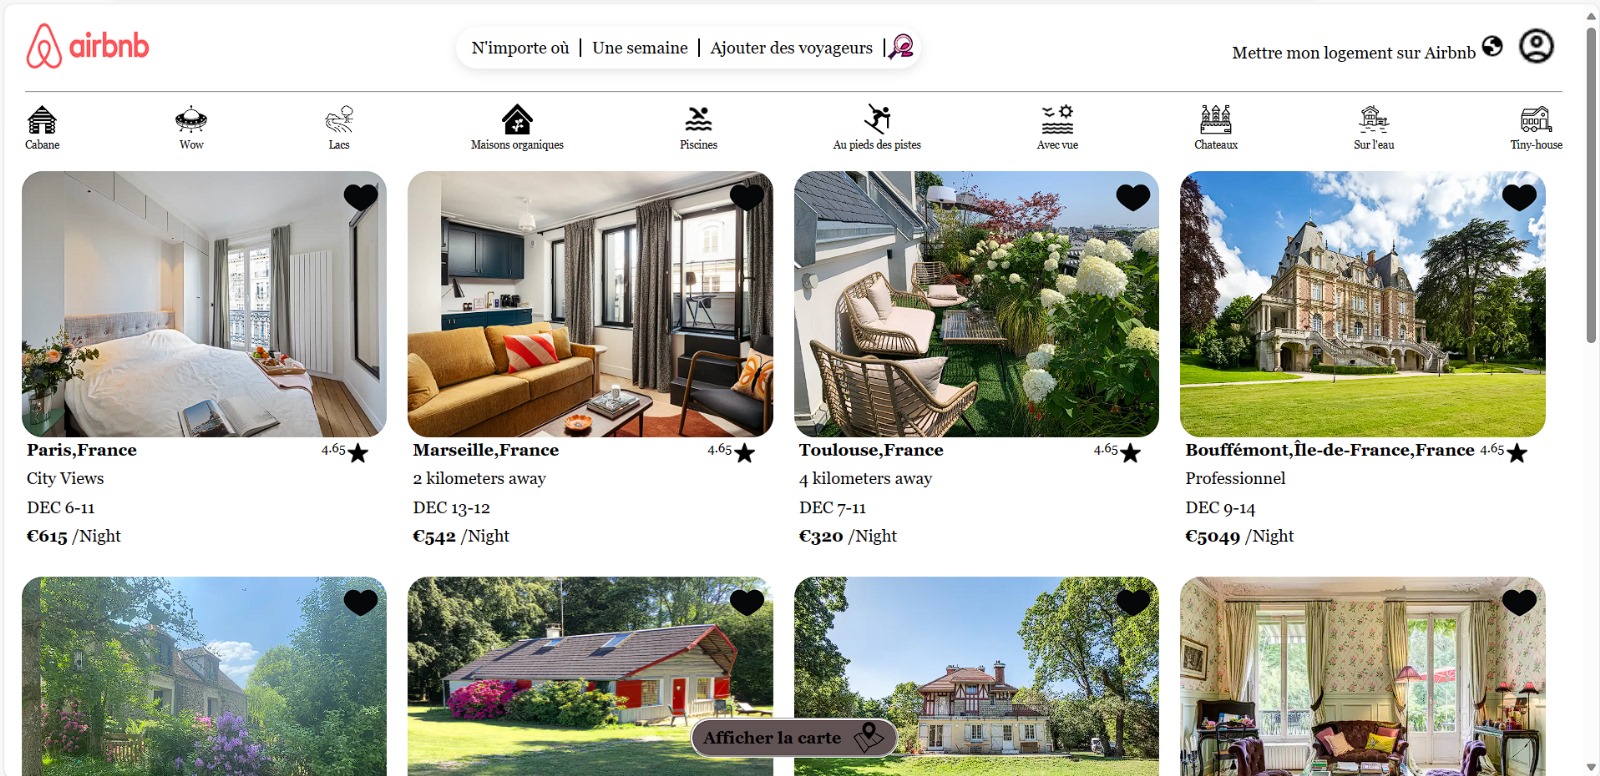 airbnb
N'importe où | Une semaine | Ajouter des voyageurs |
Mettre mon logement sur Airbnb
Cabane
Wow
Lacs
Maisons organiques
Piscines
Au pieds des pistes
Avec vue
Chateaux
Sur l'eau
Tiny-house
Paris,France 4.65
City Views
DEC 6-11
€615 /Night
Marseille,France 4.65
2 kilometers away
DEC 13-12
€542 /Night
Toulouse,France 4.65
4 kilometers away
DEC 7-11
€320 /Night
Bouffémont,Île-de-France,France 4.65
Professionnel
DEC 9-14
€5049 /Night
Afficher la carte